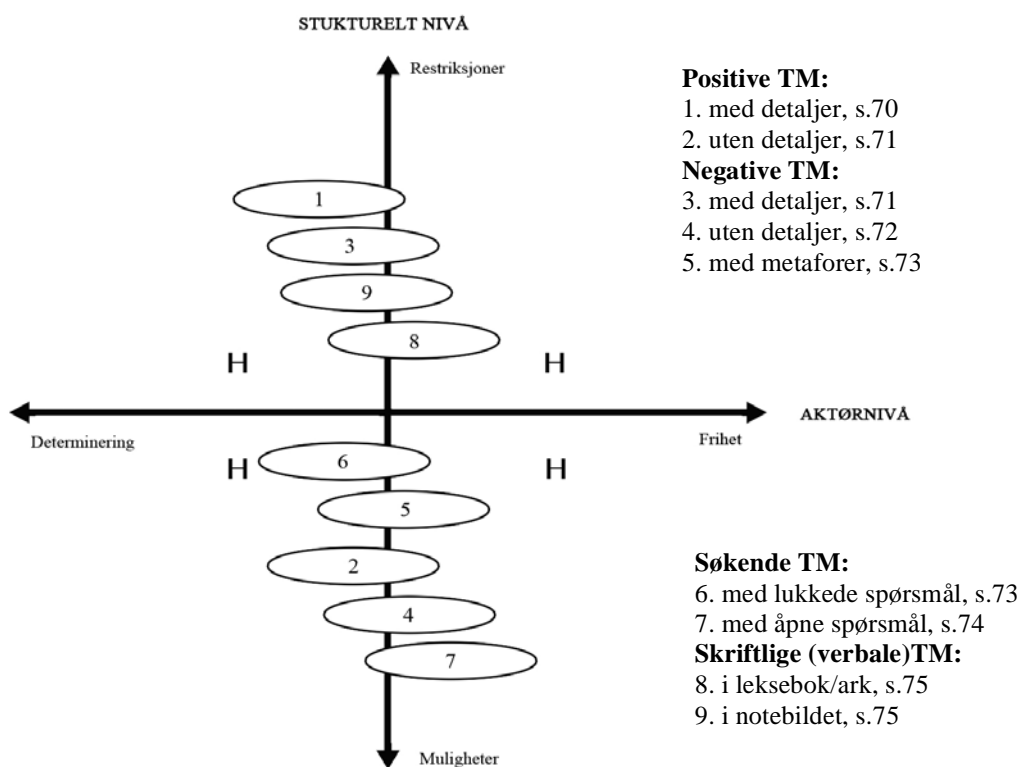 STUKTURELT NIVÅ
Restriksjoner
Positive TM:
1. med detaljer, s.70
2. uten detaljer, s.71
Negative TM:
3. med detaljer, s.71
4. uten detaljer, s.72
5. med metaforer, s.73
1
3
9
8
H
H
AKTØRNIVÅ
Determinering
Frihet
6
H
H
5
2
4
7
Søkende TM:
6. med lukkede spørsmål, s.73
7. med åpne spørsmål, s.74
Skriftlige (verbale)TM:
8. i leksebok/ark, s.75
9. i notebildet, s.75
Muligheter